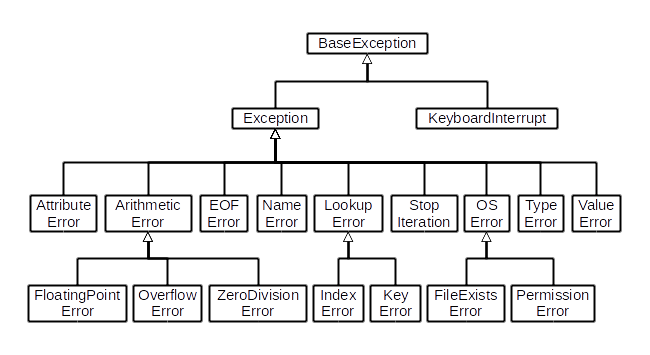 BaseException
Exception
KeyboardInterrupt
Attribute
Error
Arithmetic
Error
EOF
Error
Name
Error
Lookup
Error
Stop
Iteration
OS
Error
Type
Error
Value
Error
FloatingPoint
Error
Overflow
Error
ZeroDivision
Error
Index
Error
Key
Error
FileExists
Error
Permission
Error